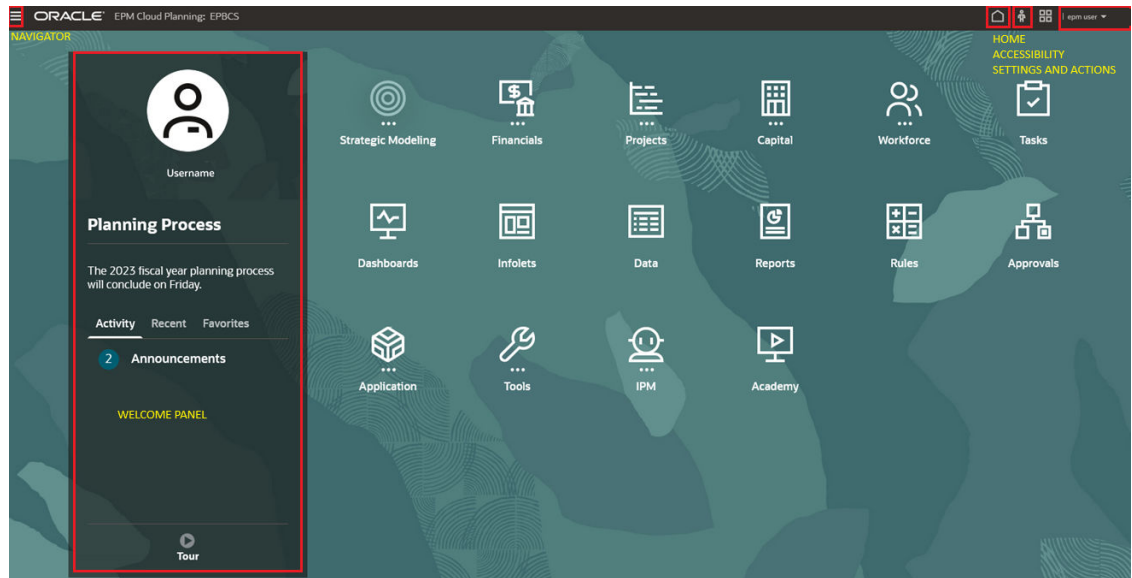 ORACLE EPM Cloud Planning: EPBCS epm user
NAVIGATOR
HOME
ACCESSIBILITY
SETTINGS AND ACTIONS
Username
Planning Process
The 2023 fiscal year planning process
will conclude on Friday.
Activity Recent Favorites
2 Announcements
WELCOME PANEL
Tour
Strategic Modeling Financials Projects Capital Workforce Tasks
Dashboards Infolets Data Reports Rules Approvals
Application Tools IPM Academy